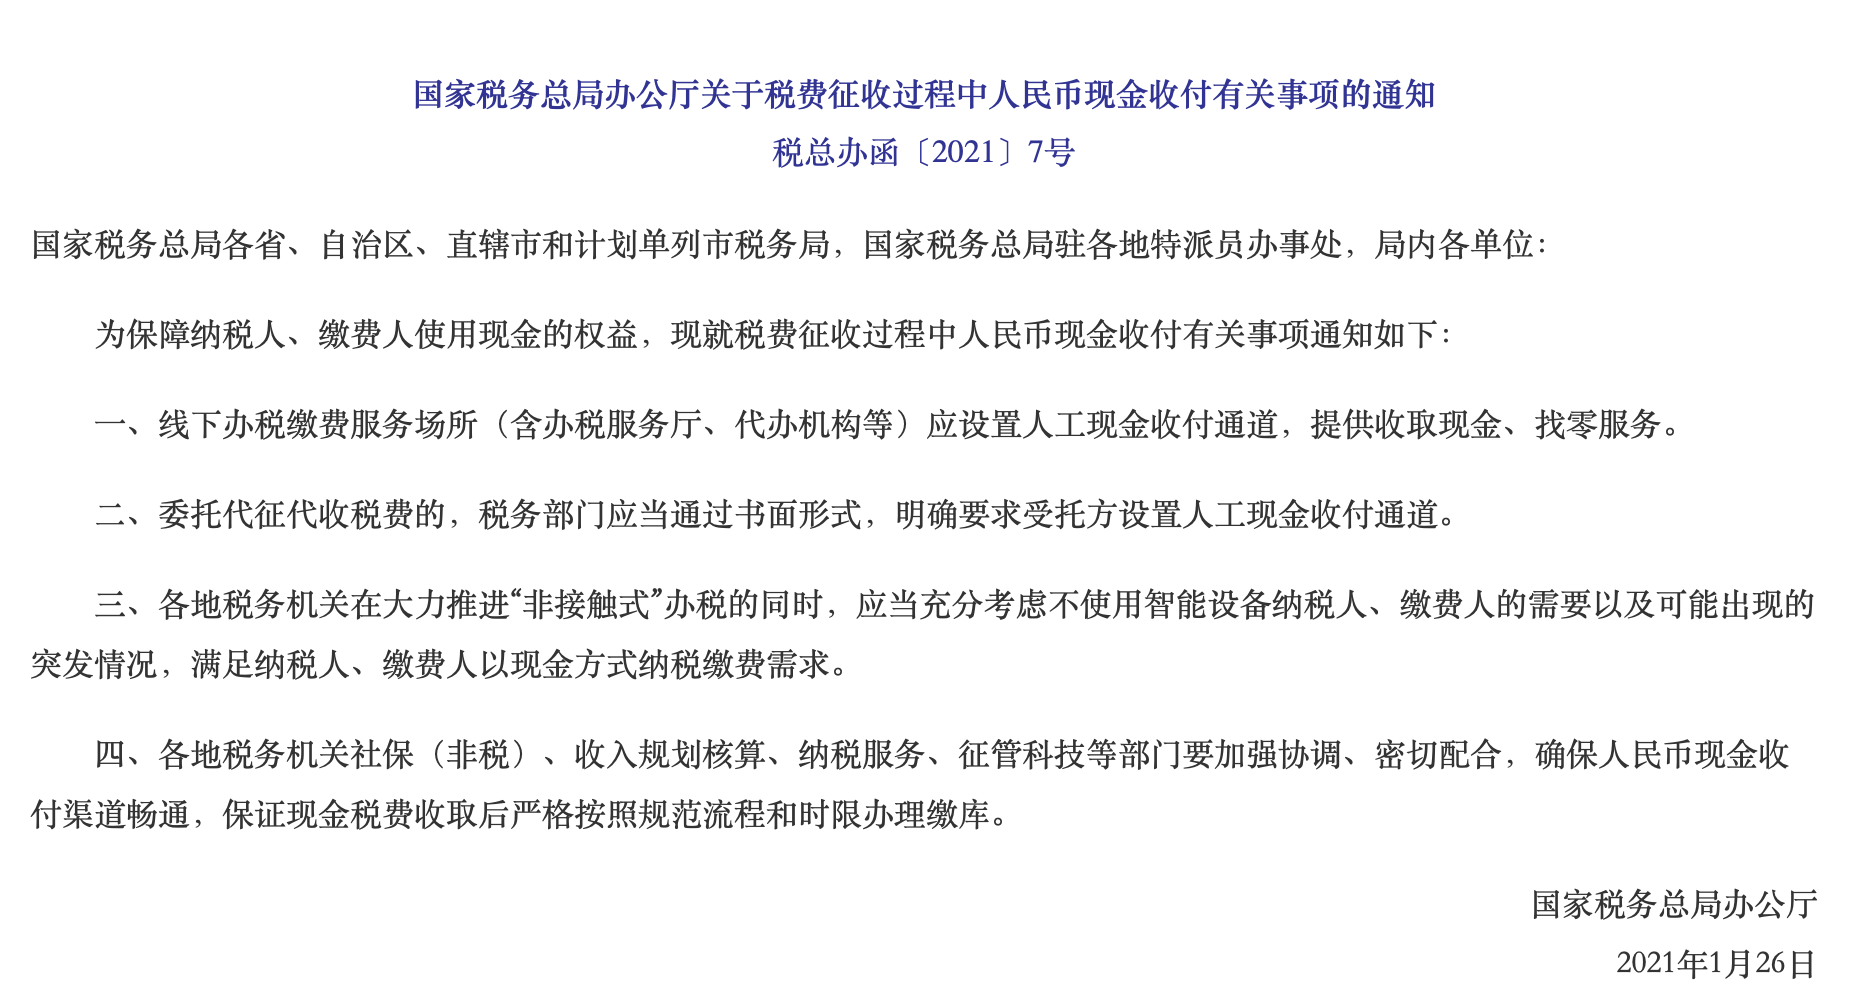 国家税务总局办公厅关于税费征收过程中人民币现金收付有关事项的通知
税总办函〔2021〕7号
国家税务总局各省、自治区、直辖市和计划单列市税务局，国家税务总局驻各地特派员办事处，局内各单位：
为保障纳税人、缴费人使用现金的权益，现就税费征收过程中人民币现金收付有关事项通知如下：
一、线下办税缴费服务场所（含办税服务厅、代办机构等）应设置人工现金收付通道，提供收取现金、找零服务。
二、委托代征代收税费的，税务部门应当通过书面形式，明确要求受托方设置人工现金收付通道。
三、各地税务机关在大力推进“非接触式”办税的同时，应当充分考虑不使用智能设备纳税人、缴费人的需要以及可能出现的
突发情况，满足纳税人、缴费人以现金方式纳税缴费需求。
四、各地税务机关社保（非税）、收入规划核算、纳税服务、征管科技等部门要加强协调、密切配合，确保人民币现金收
付渠道畅通，保证现金税费收取后严格按照规范流程和时限办理缴库。
国家税务总局办公厅
2021年1月26日